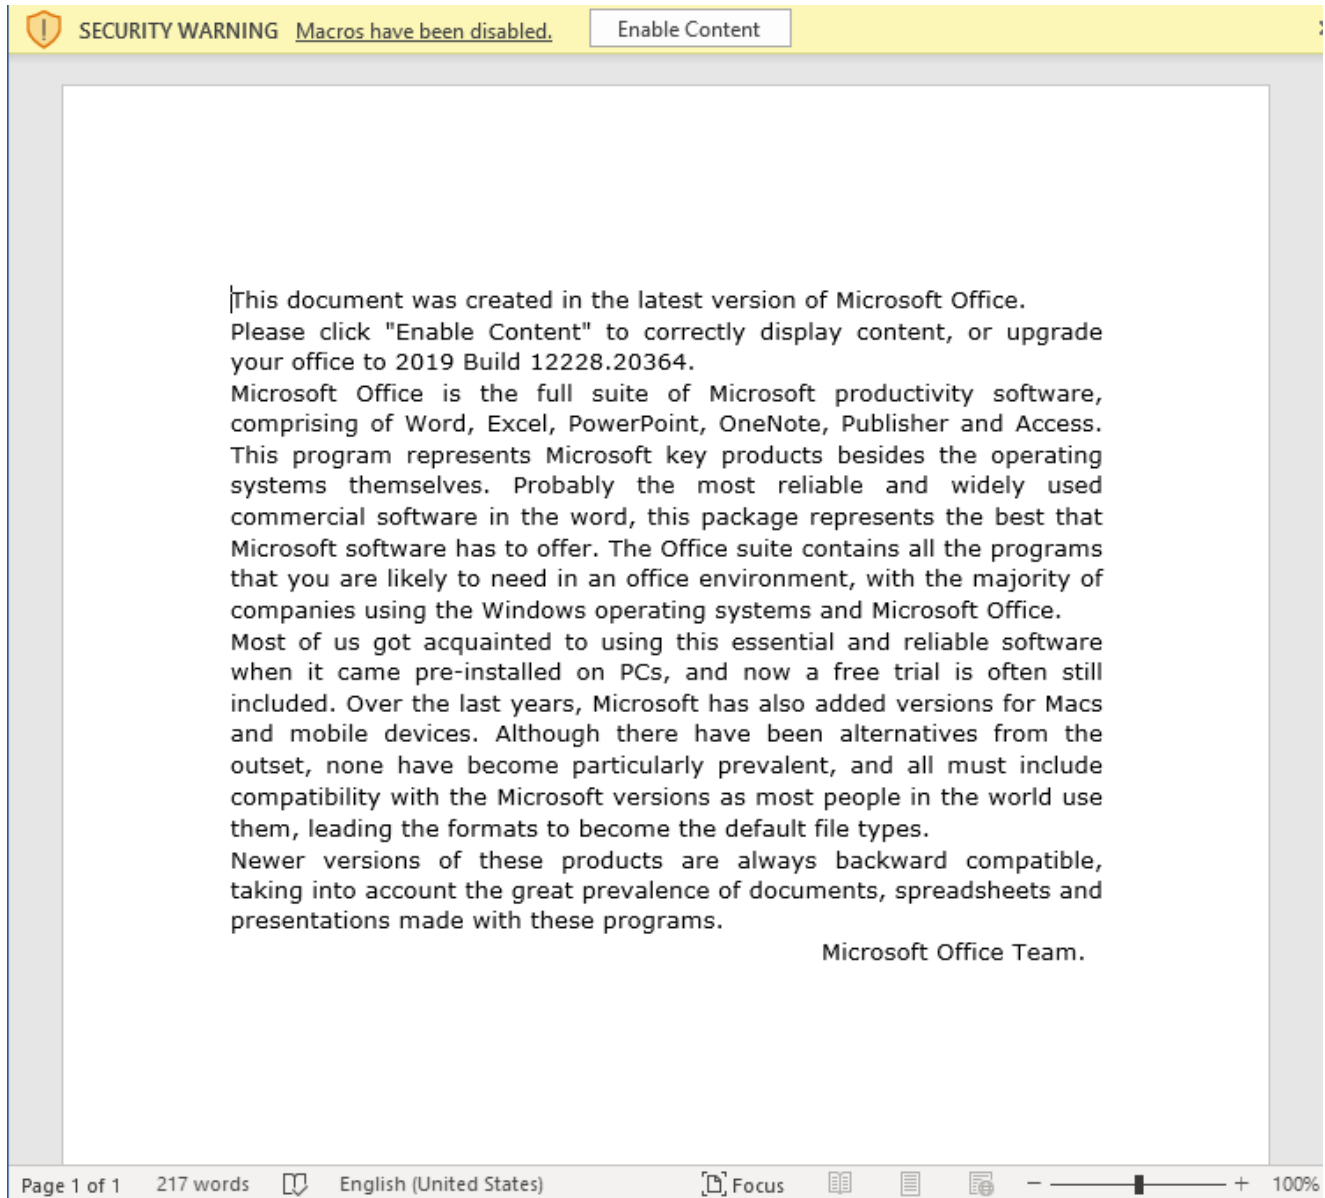 SECURITY WARNING Macros have been disabled. Enable Content
This document was created in the latest version of Microsoft Office.
Please click "Enable Content" to correctly display content, or upgrade
your office to 2019 Build 12228.20364.
Microsoft Office is the full suite of Microsoft productivity software,
comprising of Word, Excel, PowerPoint, OneNote, Publisher and Access.
This program represents Microsoft key products besides the operating
systems themselves. Probably the most reliable and widely used
commercial software in the word, this package represents the best that
Microsoft software has to offer. The Office suite contains all the programs
that you are likely to need in an office environment, with the majority of
companies using the Windows operating systems and Microsoft Office.
Most of us got acquainted to using this essential and reliable software
when it came pre-installed on PCs, and now a free trial is often still
included. Over the last years, Microsoft has also added versions for Macs
and mobile devices. Although there have been alternatives from the
outset, none have become particularly prevalent, and all must include
compatibility with the Microsoft versions as most people in the world use
them, leading the formats to become the default file types.
Newer versions of these products are always backward compatible,
taking into account the great prevalence of documents, spreadsheets and
presentations made with these programs.
Microsoft Office Team.
Page 1 of 1 217 words English (United States) Focus 100%